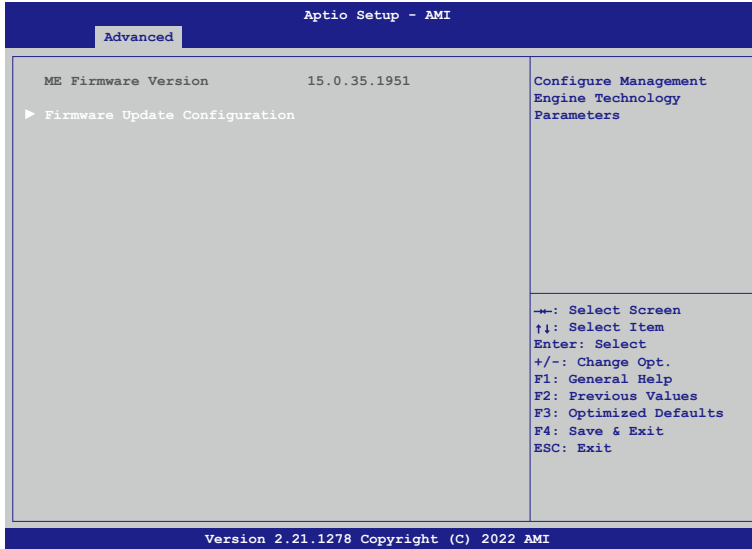 Aptio Setup - AMI
Advanced
ME Firmware Version 15.0.35.1951
▶ Firmware Update Configuration
Configure Management
Engine Technology
Parameters
→←: Select Screen
↑↓: Select Item
Enter: Select
+/-: Change Opt.
F1: General Help
F2: Previous Values
F3: Optimized Defaults
F4: Save & Exit
ESC: Exit
Version 2.21.1278 Copyright (C) 2022 AMI